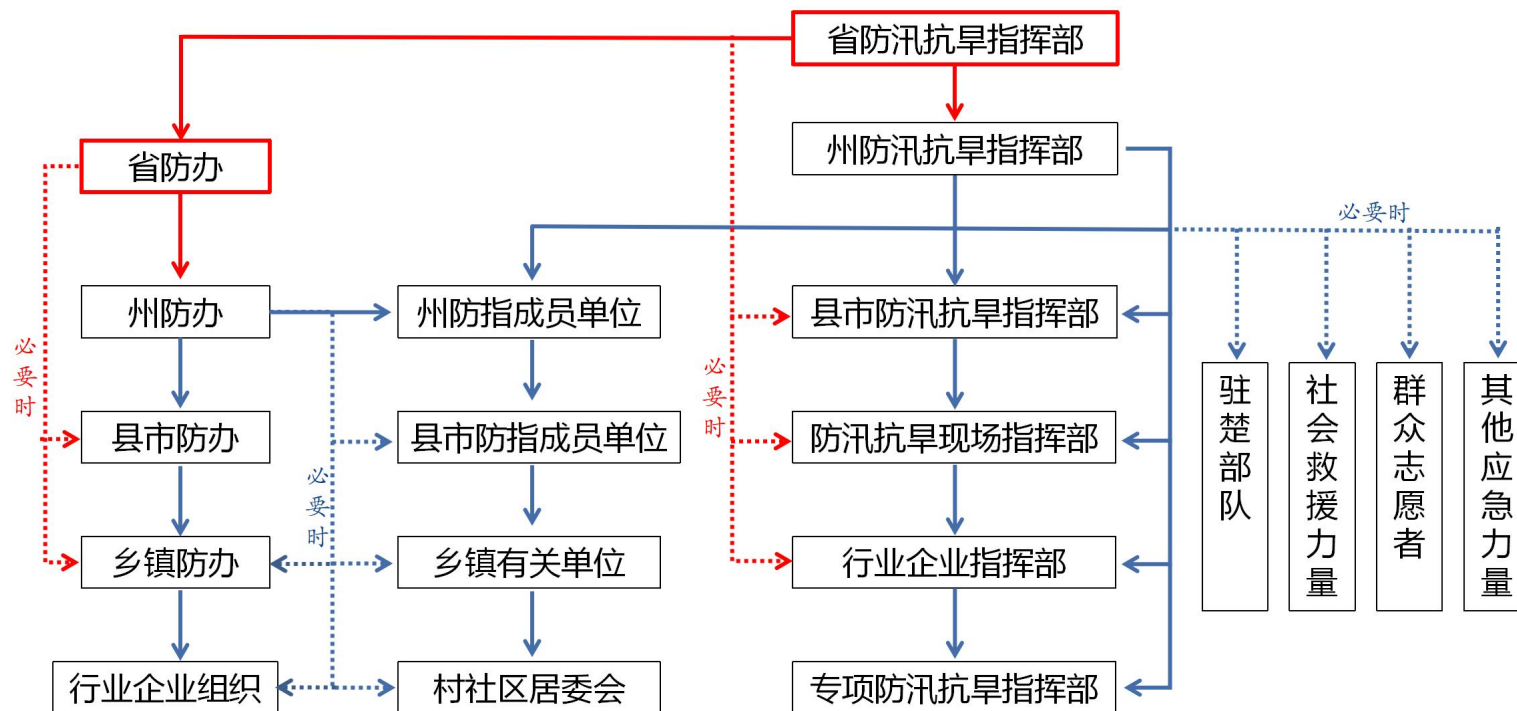 省防汛抗旱指挥部
省防办
州防汛抗旱指挥部
必要时
州防办
州防指成员单位
县市防汛抗旱指挥部
必要时
必要时
驻楚部队
社会救援力量
群众志愿者
其他应急力量
县市防办
县市防指成员单位
防汛抗旱现场指挥部
必要时
乡镇防办
乡镇有关单位
行业企业指挥部
行业企业组织
村社区居委会
专项防汛抗旱指挥部